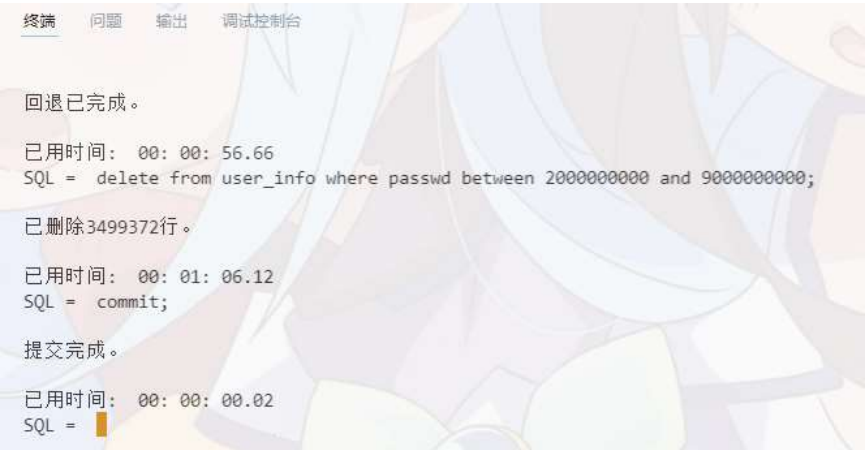 终端 问题 输出 调试控制台
回退已完成。
已用时间: 00: 00: 56.66
SQL = delete from user_info where passwd between 2000000000 and 9000000000;
已删除3499372行。
已用时间: 00: 01: 06.12
SQL = commit;
提交完成。
已用时间: 00: 00: 00.02
SQL =